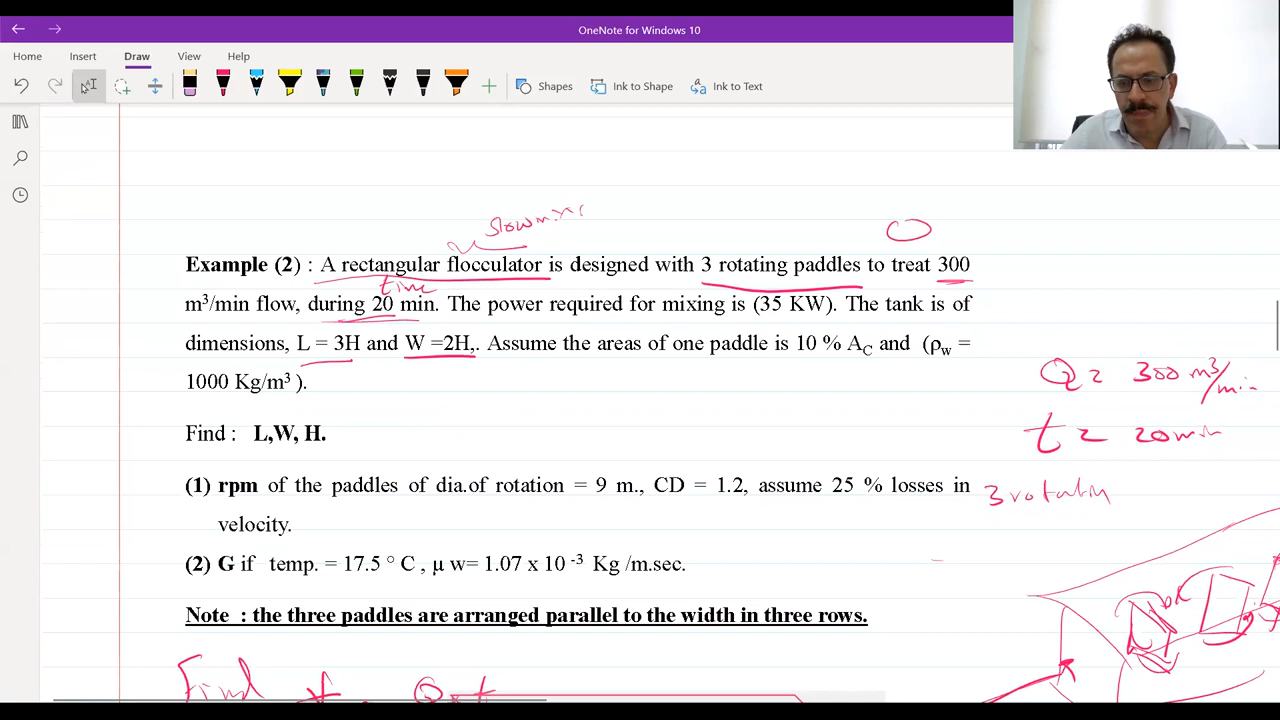 OneNote for Windows 10
Home Insert Draw View Help
Shapes Ink to Shape Ink to Text
slow mixi
Example (2) : A rectangular flocculator is designed with 3 rotating paddles to treat 300
time
m³/min flow, during 20 min. The power required for mixing is (35 KW). The tank is of
dimensions, L = 3H and W =2H,. Assume the areas of one paddle is 10 % AC and (ρw =
1000 Kg/m³ ).
Q = 300 m³/min
Find : L,W, H.
t = 20 min
(1) rpm of the paddles of dia.of rotation = 9 m., CD = 1.2, assume 25 % losses in
3 rotating
velocity.
(2) G if temp. = 17.5 ° C , µ w= 1.07 x 10 -3 Kg /m.sec.
Note : the three paddles are arranged parallel to the width in three rows.
Find